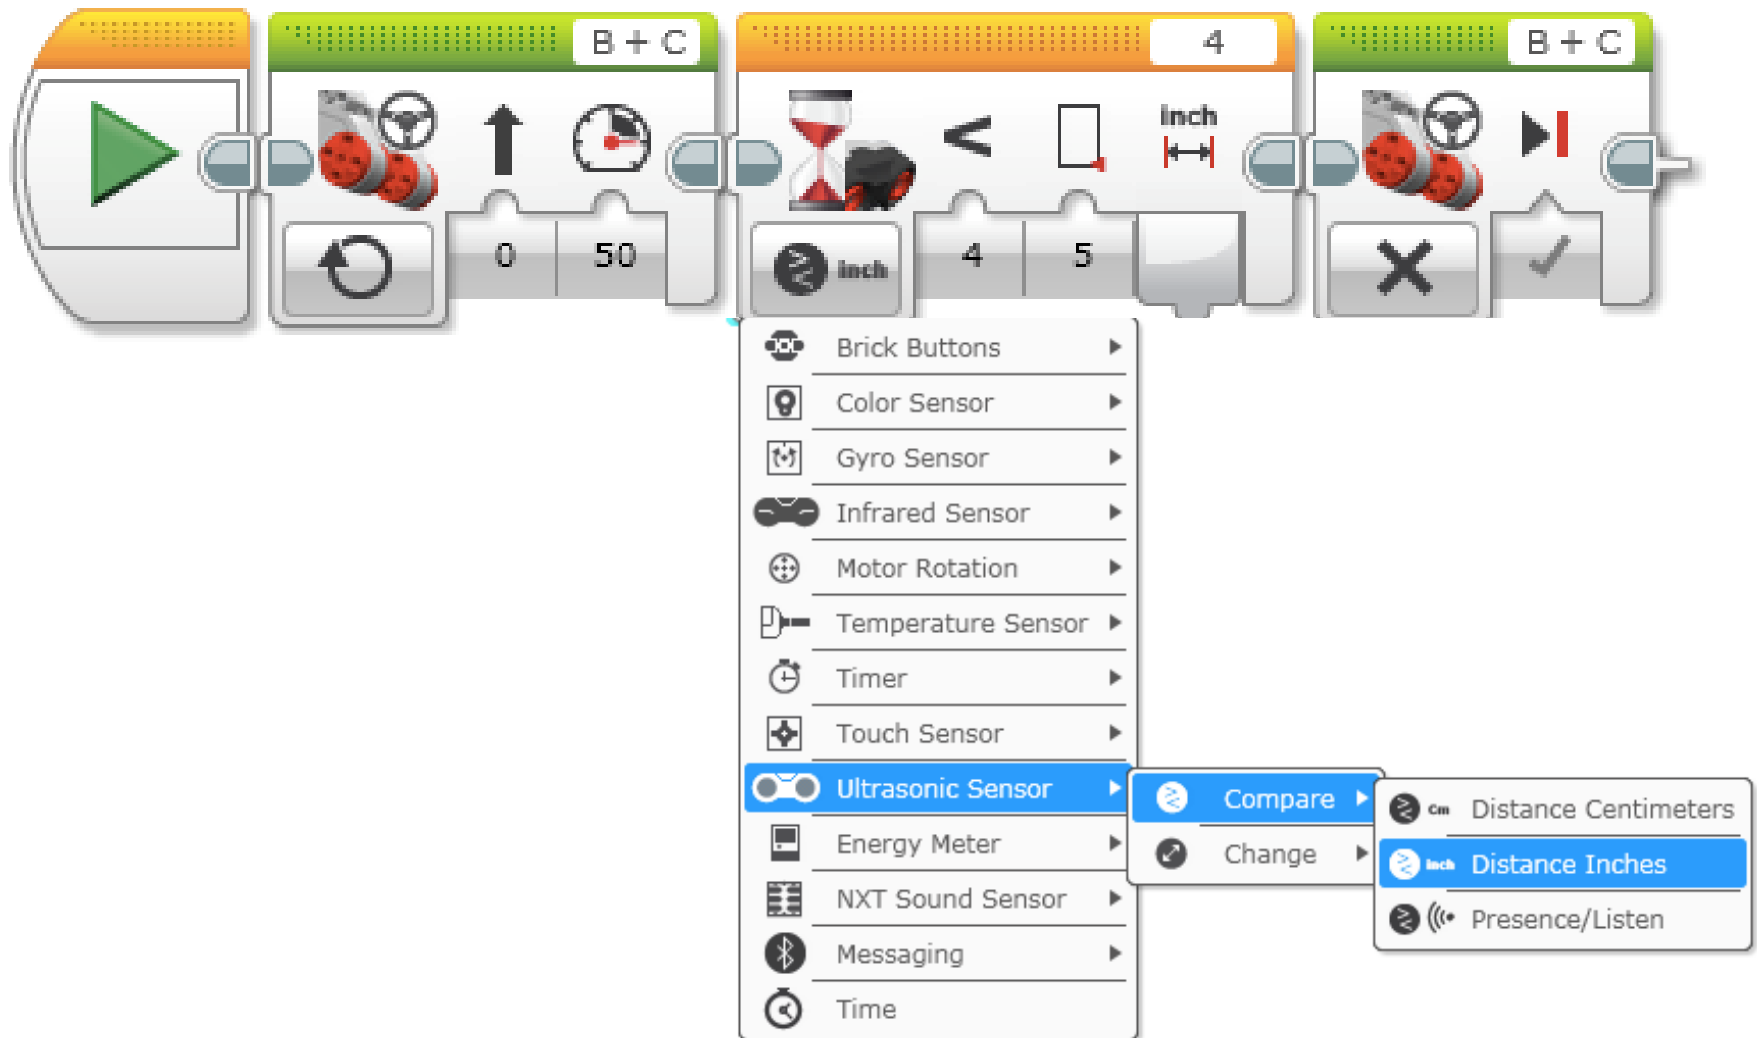 B + C
4
B + C
inch
0
50
inch
4
5
Brick Buttons
Color Sensor
Gyro Sensor
Infrared Sensor
Motor Rotation
Temperature Sensor
Timer
Touch Sensor
Ultrasonic Sensor
Compare
Cm Distance Centimeters
Change
Inch Distance Inches
Energy Meter
Presence/Listen
NXT Sound Sensor
Messaging
Time